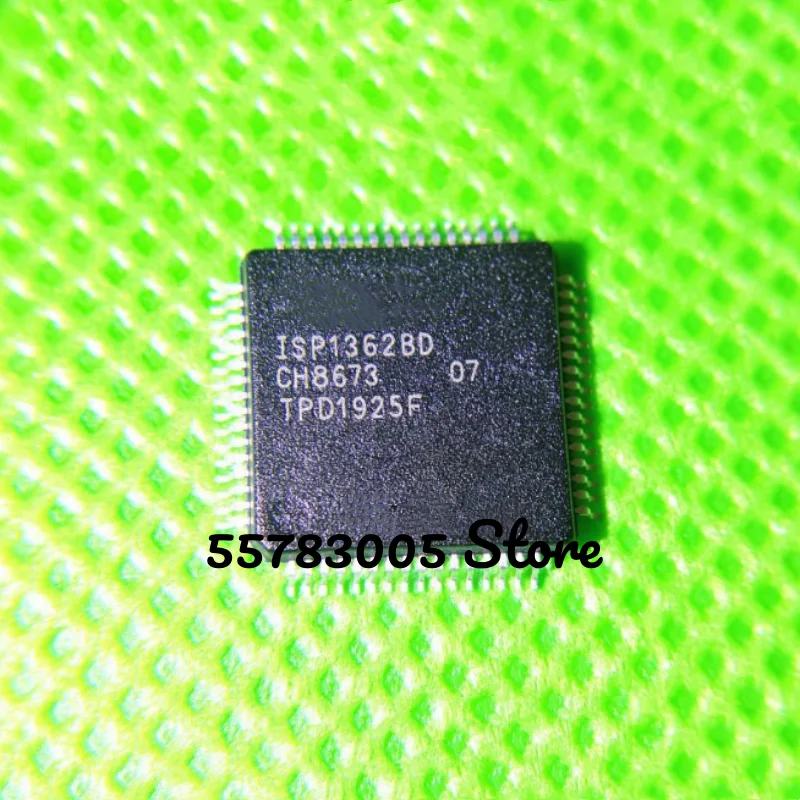 ISP1362BD
CH8673 07
TPD1925F
55783005 Store